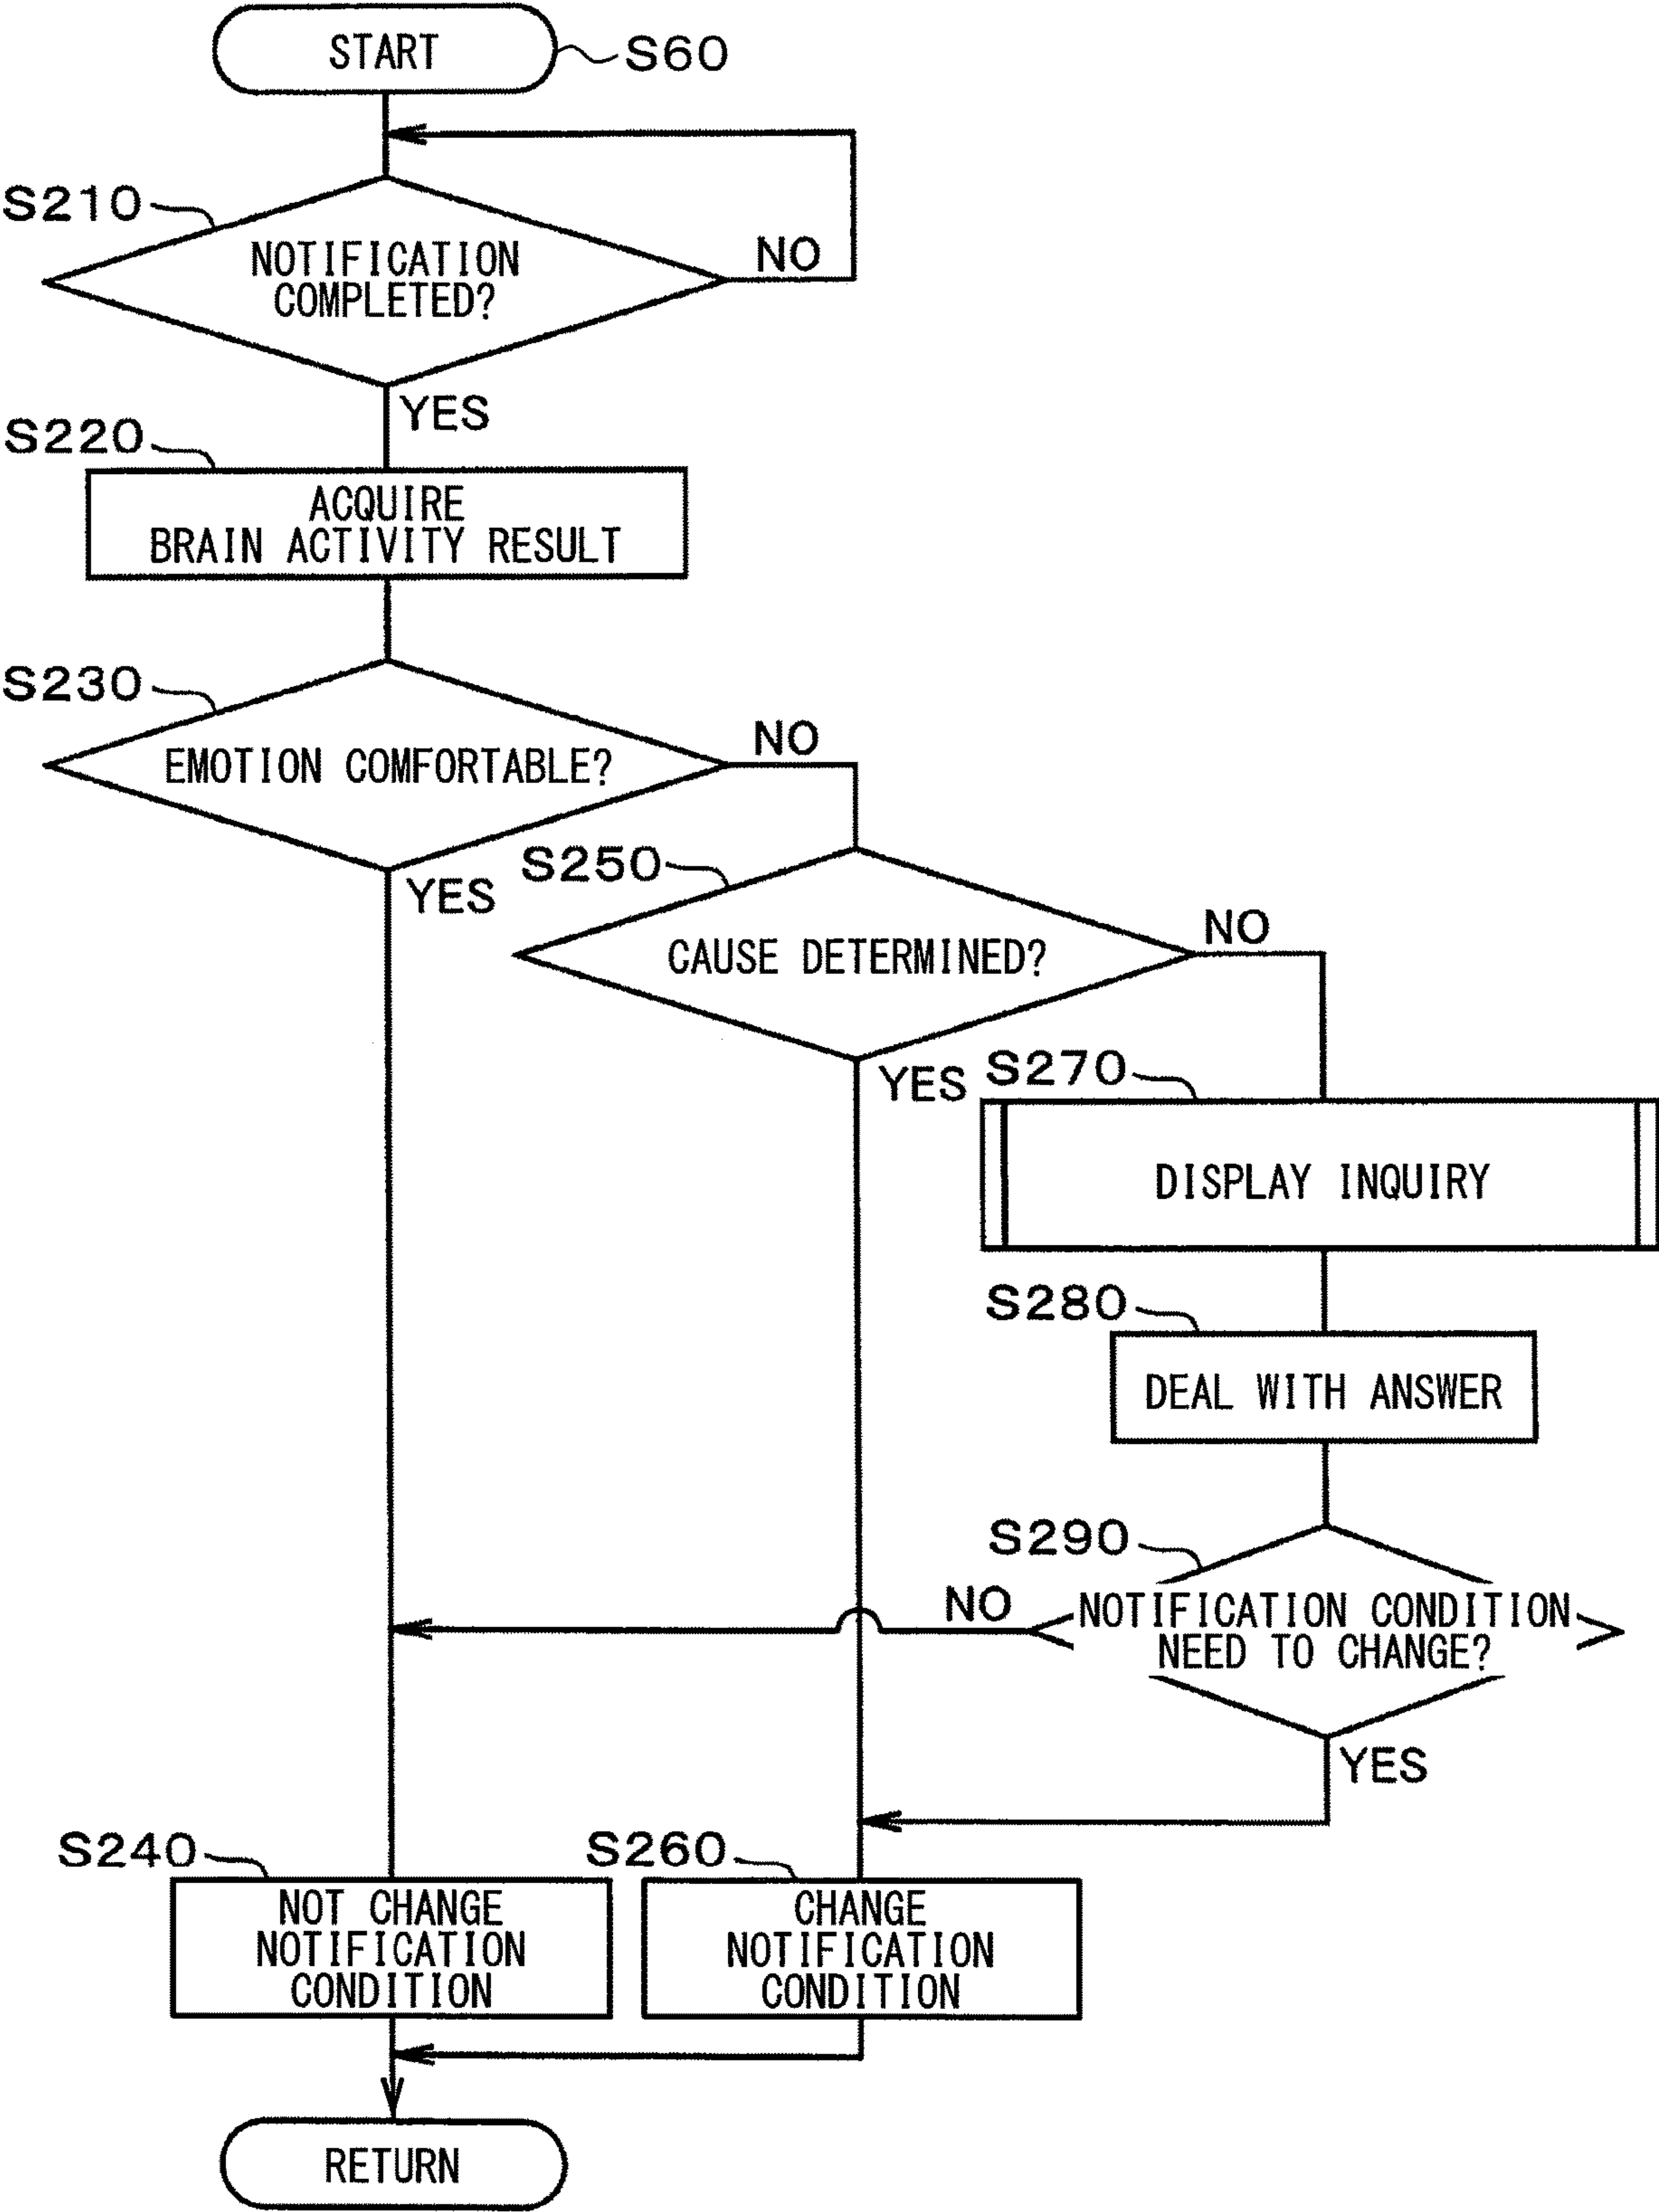 START
S60
S210
NOTIFICATION
COMPLETED?
NO
YES
S220
ACQUIRE
BRAIN ACTIVITY RESULT
S230
EMOTION COMFORTABLE?
NO
YES
S250
CAUSE DETERMINED?
NO
YES
S270
DISPLAY INQUIRY
S280
DEAL WITH ANSWER
S290
NO
NOTIFICATION CONDITION
NEED TO CHANGE?
YES
S240
NOT CHANGE
NOTIFICATION
CONDITION
S260
CHANGE
NOTIFICATION
CONDITION
RETURN